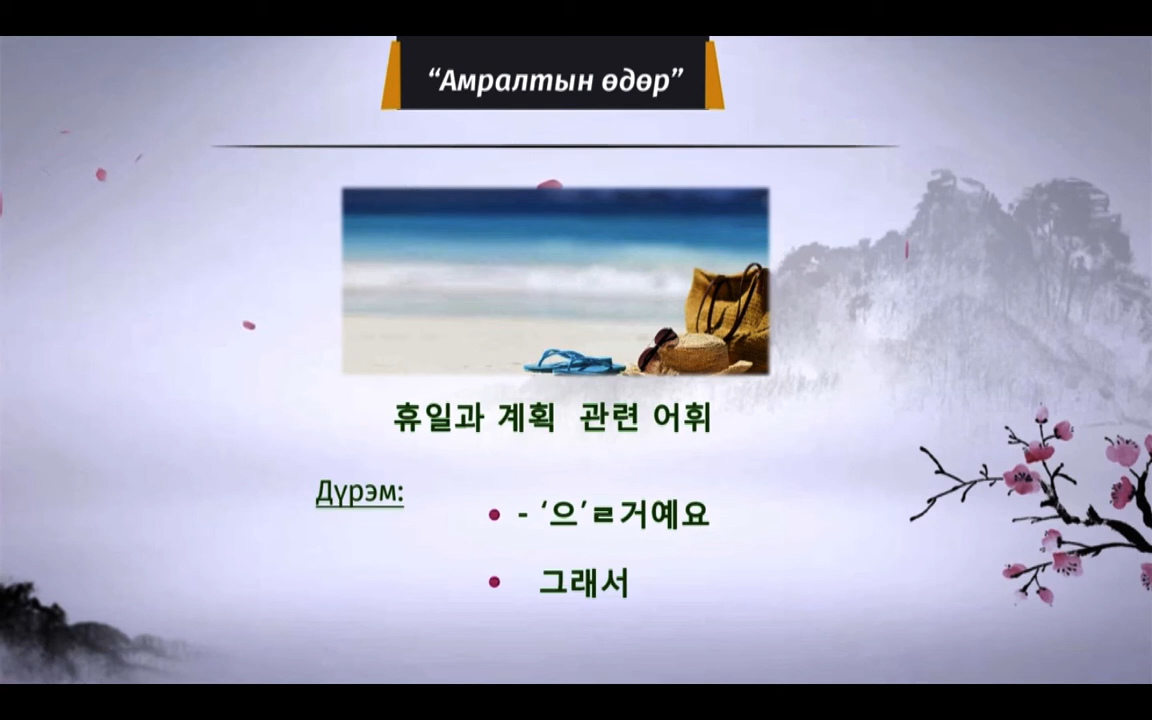 “Амралтын өдөр”
휴일과 계획 관련 어휘
Дүрэм:
- ‘으’ㄹ거예요
그래서